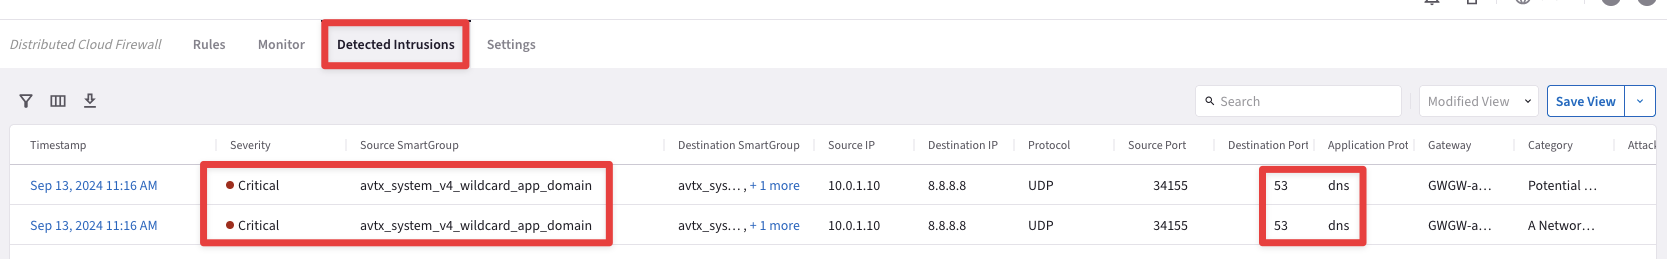 Distributed Cloud Firewall Rules Monitor Detected Intrusions Settings
Search Modified View Save View
Timestamp Severity Source SmartGroup Destination SmartGroup Source IP Destination IP Protocol Source Port Destination Port Application Prot Gateway Category Attack
Sep 13, 2024 11:16 AM Critical avtx_system_v4_wildcard_app_domain avtx_sys... , + 1 more 10.0.1.10 8.8.8.8 UDP 34155 53 dns GWGW-a... Potential ...
Sep 13, 2024 11:16 AM Critical avtx_system_v4_wildcard_app_domain avtx_sys... , + 1 more 10.0.1.10 8.8.8.8 UDP 34155 53 dns GWGW-a... A Networ...